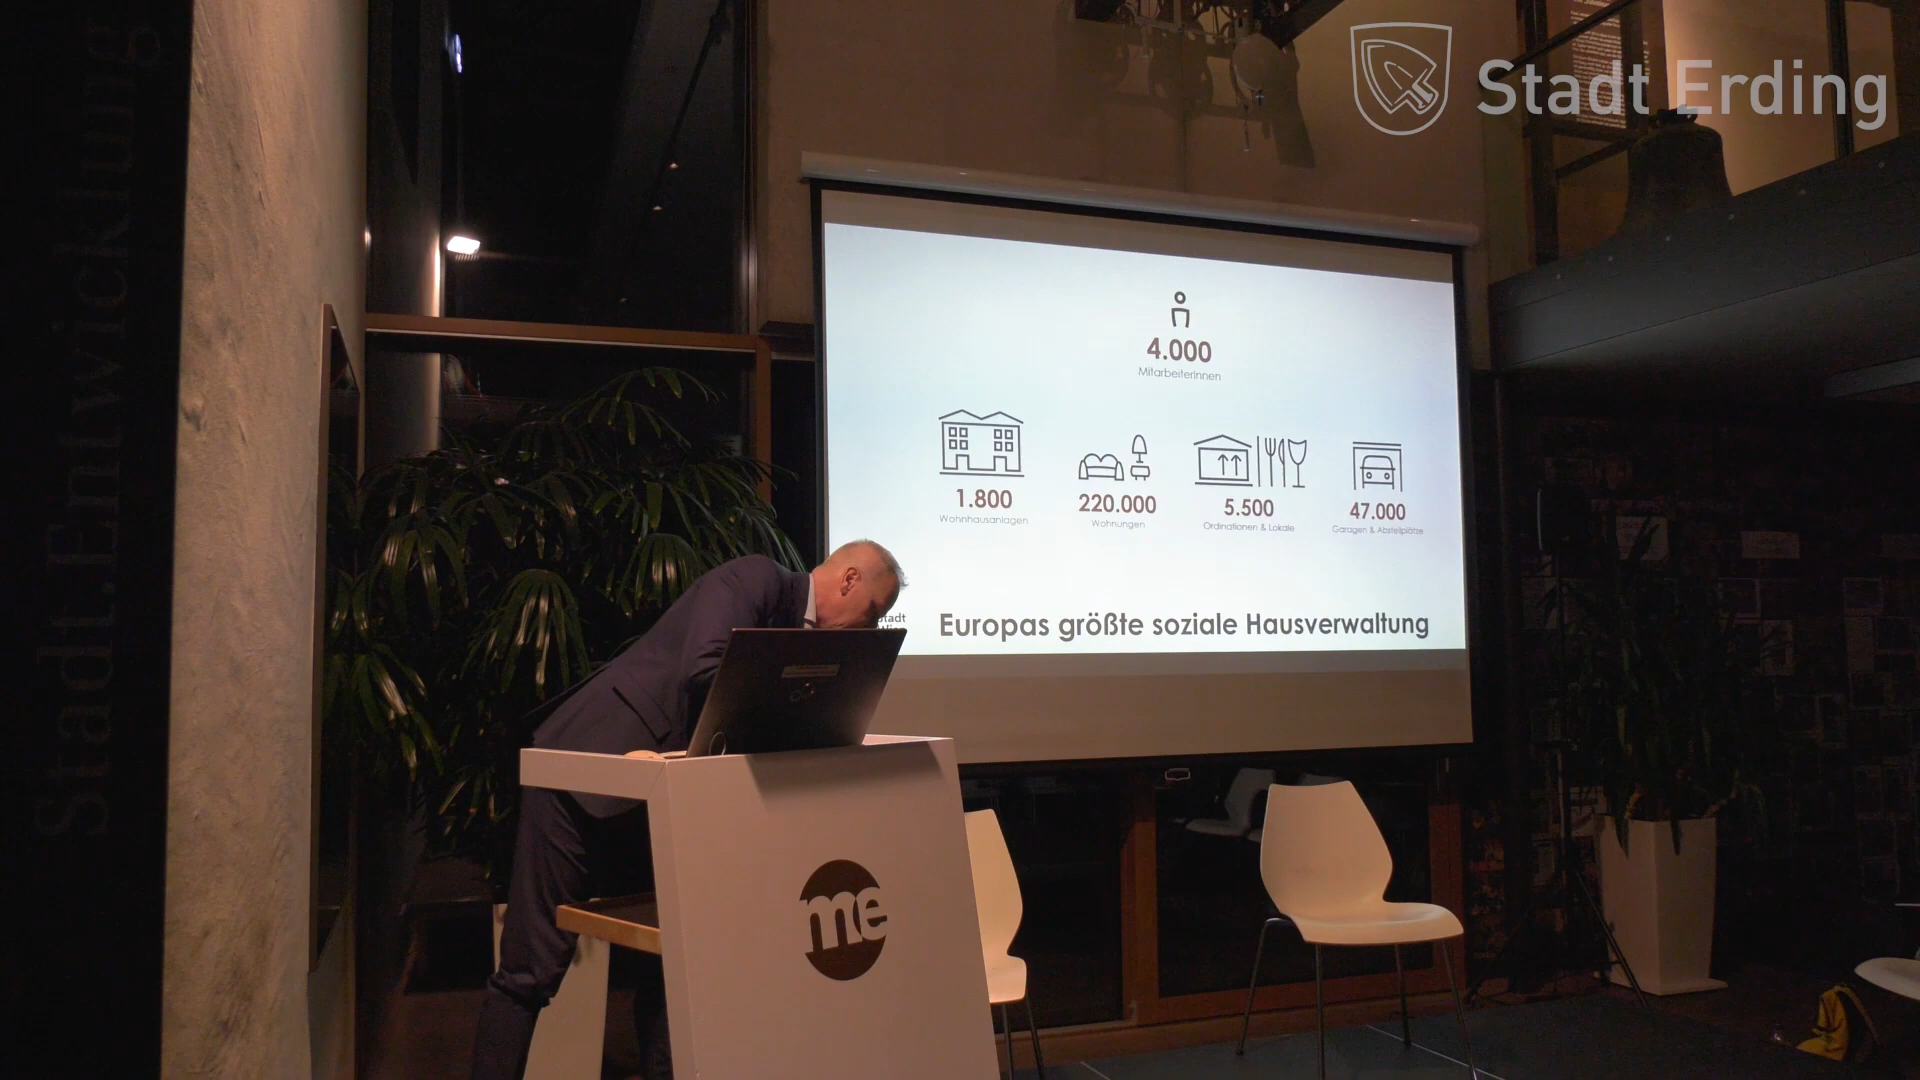 Stadt Erding
Stadt.Entwicklung
4.000
MitarbeiterInnen
1.800
Wohnhausanlagen
220.000
Wohnungen
5.500
Ordinationen & Lokale
47.000
Garagen & Abstellplätze
Stadt
Europas größte soziale Hausverwaltung
me